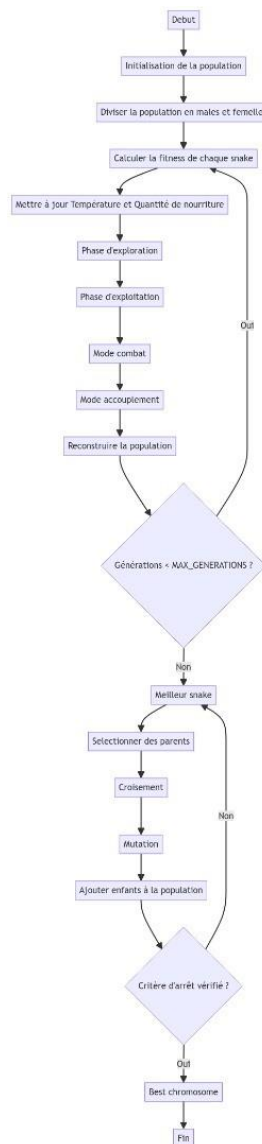 Debut
Initialisation de la population
Diviser la population en males et femelle
Calculer la fitness de chaque snake
Mettre à jour Température et Quantité de nourriture
Phase d'exploration
Phase d'exploitation
Oui
Mode combat
Mode accouplement
Reconstruire la population
Générations < MAX_GENERATIONS ?
Non
Meilleur snake
Selectionner des parents
Croisement
Non
Mutation
Ajouter enfants à la population
Critère d'arrêt vérifié ?
Oui
Best chromosome
Fin